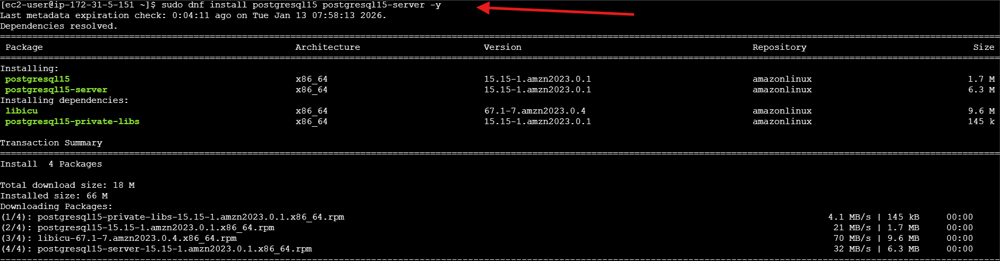 [ec2-user@ip-172-31-5-151 ~]$ sudo dnf install postgresql15 postgresql15-server -y
Last metadata expiration check: 0:04:11 ago on Tue Jan 13 07:58:13 2026.
Dependencies resolved.
================================================================================
Package Architecture Version Repository Size
================================================================================
Installing:
postgresql15 x86_64 15.15-1.amzn2023.0.1 amazonlinux 1.7 M
postgresql15-server x86_64 15.15-1.amzn2023.0.1 amazonlinux 6.3 M
Installing dependencies:
libicu x86_64 67.1-7.amzn2023.0.4 amazonlinux 9.6 M
postgresql15-private-libs x86_64 15.15-1.amzn2023.0.1 amazonlinux 145 k
Transaction Summary
================================================================================
Install 4 Packages
Total download size: 18 M
Installed size: 66 M
Downloading Packages:
(1/4): postgresql15-private-libs-15.15-1.amzn2023.0.1.x86_64.rpm 4.1 MB/s | 145 kB 00:00
(2/4): postgresql15-15.15-1.amzn2023.0.1.x86_64.rpm 21 MB/s | 1.7 MB 00:00
(3/4): libicu-67.1-7.amzn2023.0.4.x86_64.rpm 70 MB/s | 9.6 MB 00:00
(4/4): postgresql15-server-15.15-1.amzn2023.0.1.x86_64.rpm 32 MB/s | 6.3 MB 00:00
--------------------------------------------------------------------------------